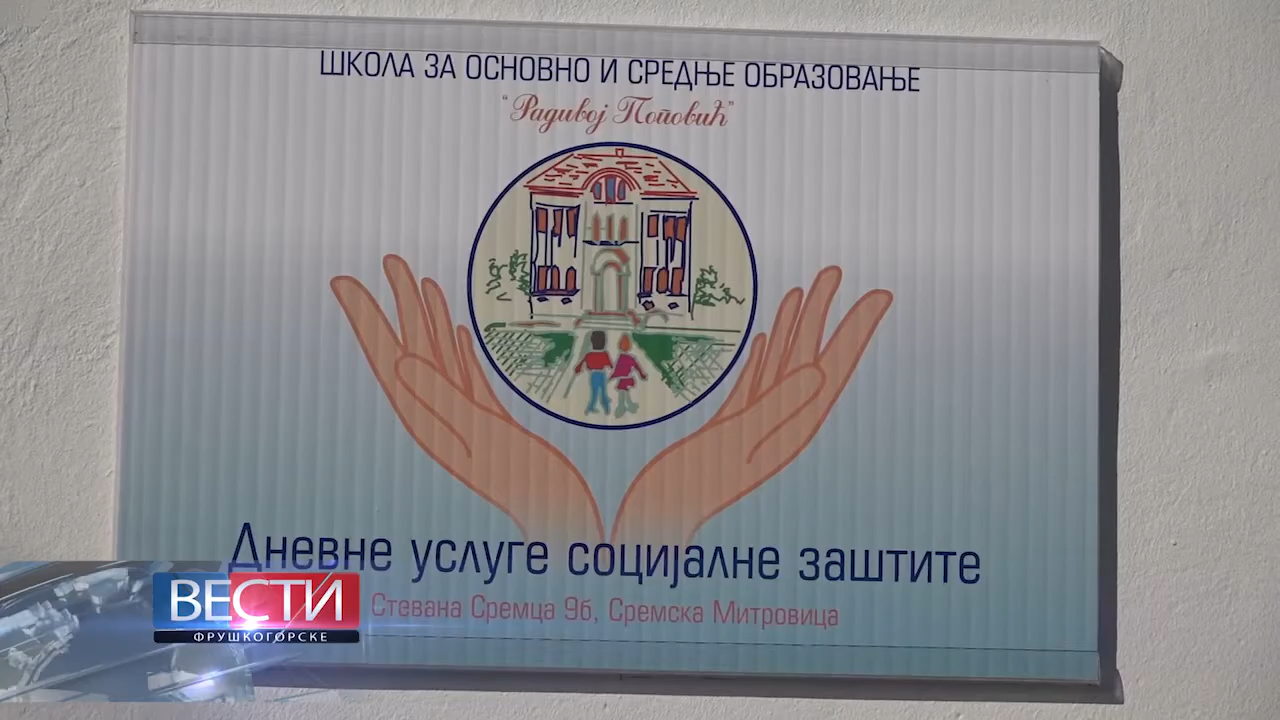 ШКОЛА ЗА ОСНОВНО И СРЕДЊЕ ОБРАЗОВАЊЕ
"Радивој Поповић"
Дневне услуге социјалне заштите
Стевана Сремца 9б, Сремска Митровица
ВЕСТИ
ФРУШКОГОРСКЕ